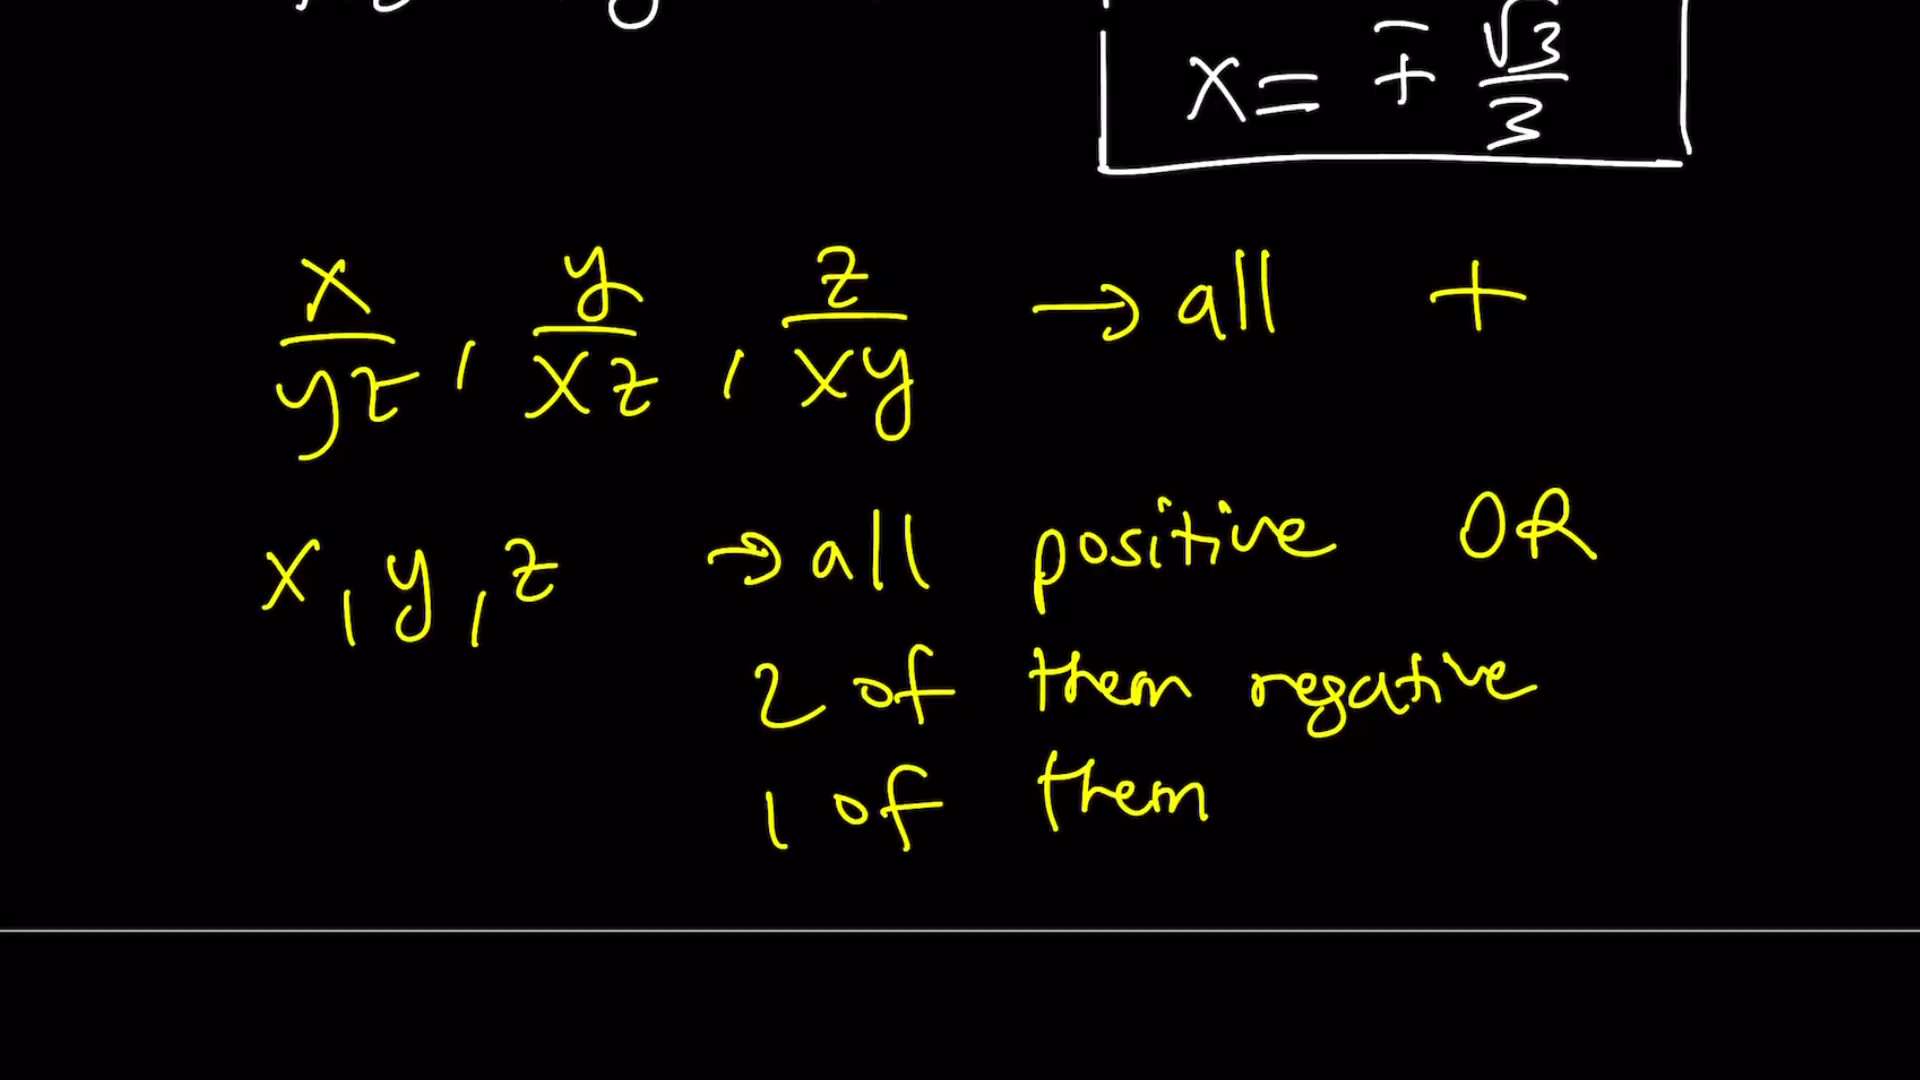 x = ∓ √3/3
x/yz , y/xz , z/xy → all +
x, y, z → all positive OR
2 of them negative
1 of them